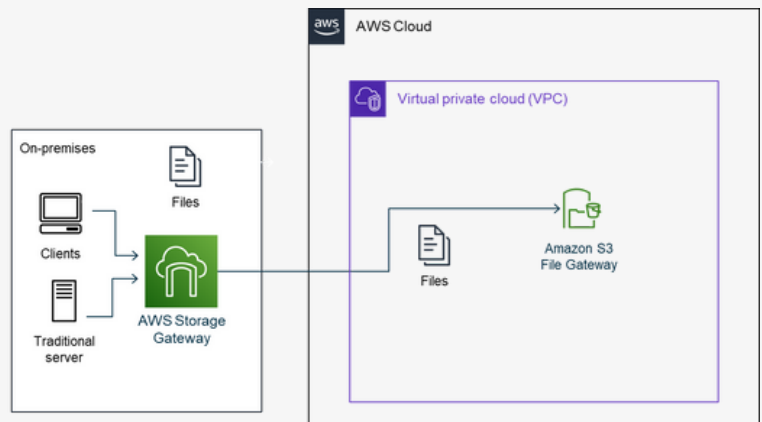 aws
AWS Cloud
Virtual private cloud (VPC)
On-premises
Files
Clients
AWS Storage
Gateway
Traditional
server
Files
Amazon S3
File Gateway